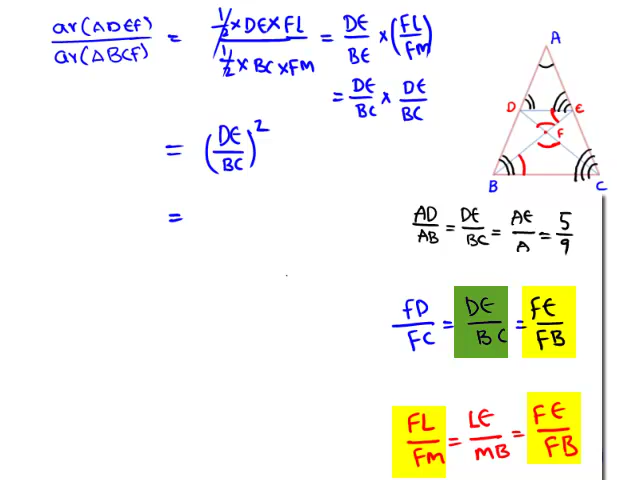 ar(ΔDEF) / ar(ΔBCF) = (1/2 × DE × FL) / (1/2 × BC × FM) = DE/BE × (FL/FM)
= DE/BC × DE/BC
= (DE/BC)²
=
A
D
E
F
B
C
AD/AB = DE/BC = AE/A = 5/9
fD/FC = DE/BC = FE/FB
FL/Fm = LE/MB = FE/FB